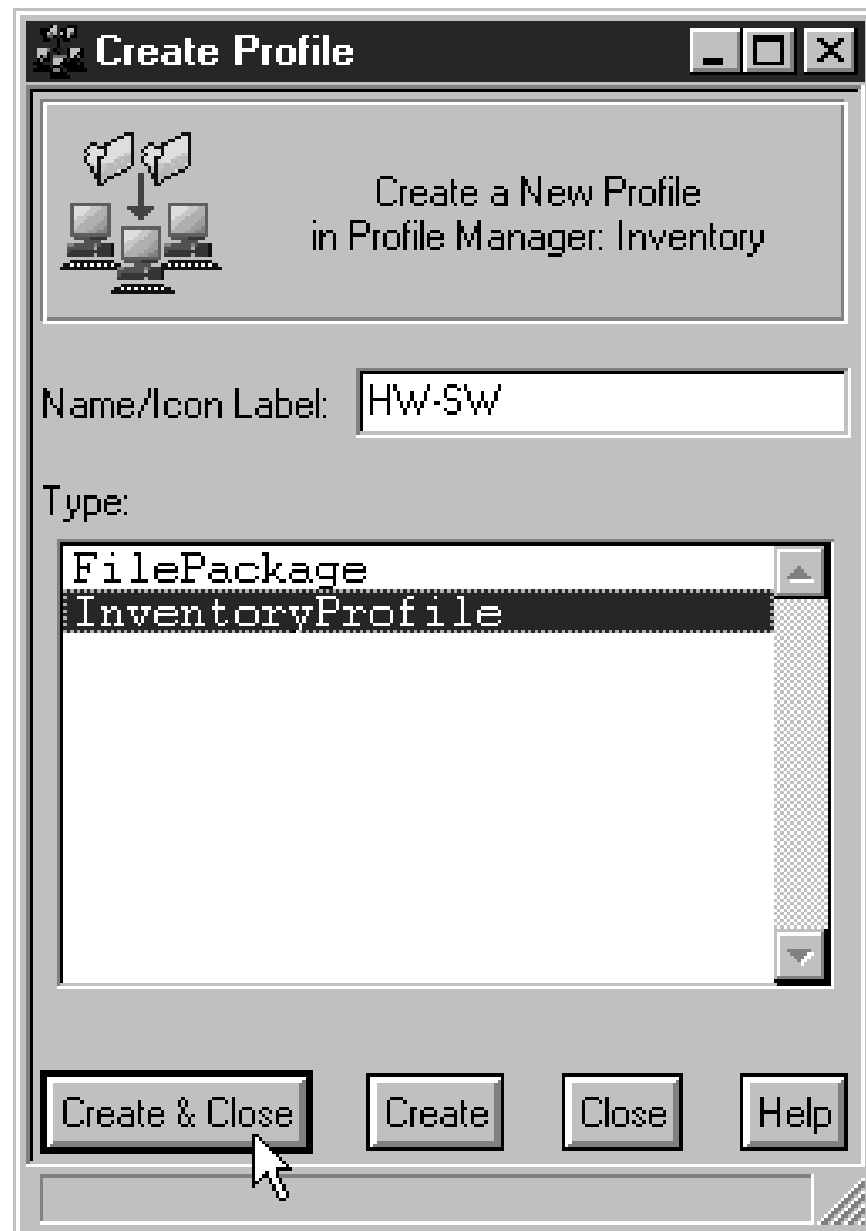 Create Profile
Create a New Profile
in Profile Manager: Inventory
Name/Icon Label: HW-SW
Type:
FilePackage
InventoryProfile
Create & Close Create Close Help